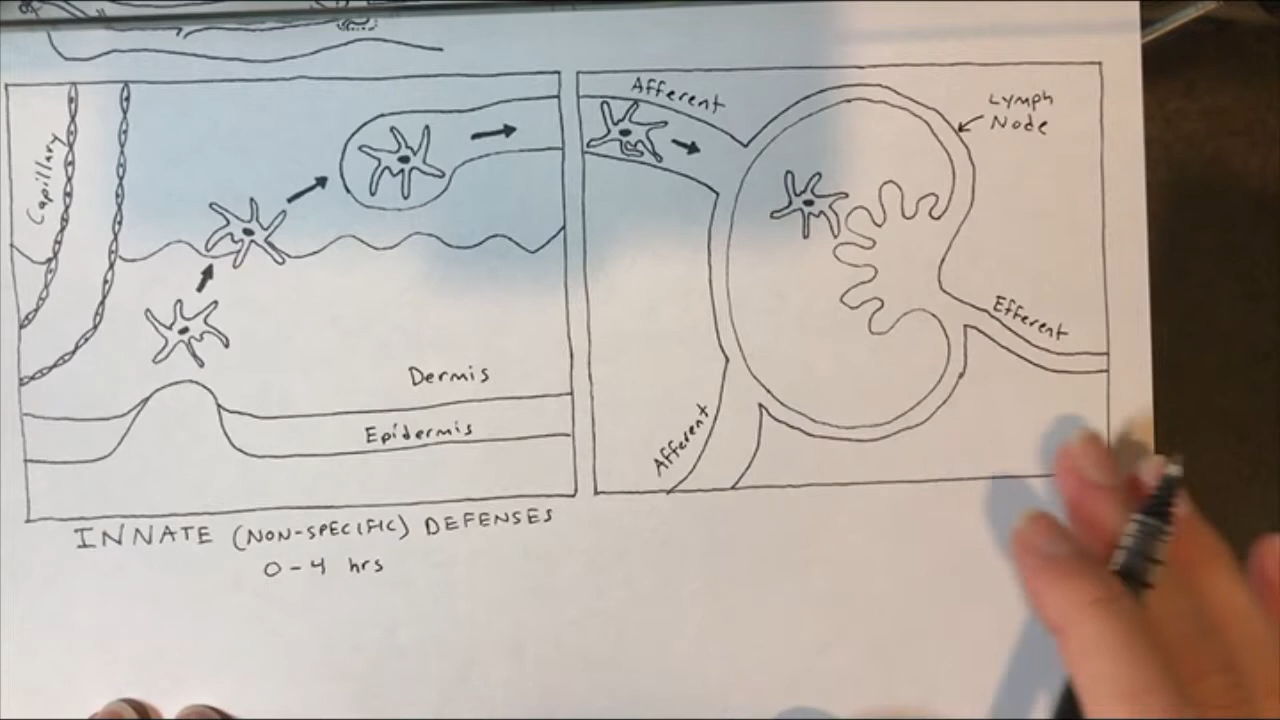 Capillary
Dermis
Epidermis
INNATE (NON-SPECIFIC) DEFENSES
0-4 hrs
Afferent
Lymph
Node
Efferent
Afferent